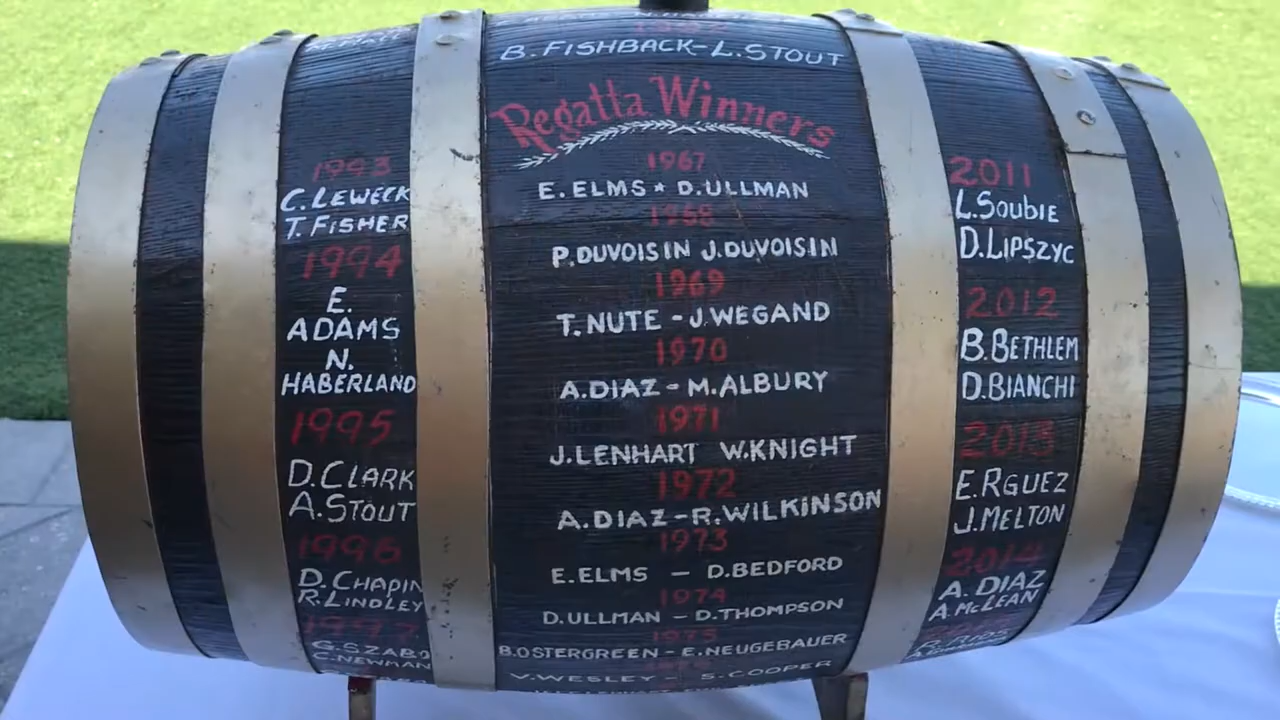 1993
C. LEWECK
T. FISHER
1994
E.
ADAMS
N.
HABERLAND
1995
D. CLARK
A. STOUT
1996
D. CHAPIN
R. LINDLEY
1997
G. SZABO
C. NEWMAN
B. FISHBACK-L. STOUT
Regatta Winners
1967
E. ELMS * D. ULLMAN
1968
P. DUVOISIN J. DUVOISIN
1969
T. NUTE - J. WEGAND
1970
A. DIAZ - M. ALBURY
1971
J. LENHART W. KNIGHT
1972
A. DIAZ-R. WILKINSON
1973
E. ELMS - D. BEDFORD
1974
D. ULLMAN - D. THOMPSON
1975
B. OSTERGREEN - E. NEUGEBAUER
1976
V. WESLEY - S. COOPER
2011
L. SOUBIE
D. LIPSZYC
2012
B. BETHLEM
D. BIANCHI
2013
E. RGUEZ
J. MELTON
2014
A. DIAZ
A. McLEAN